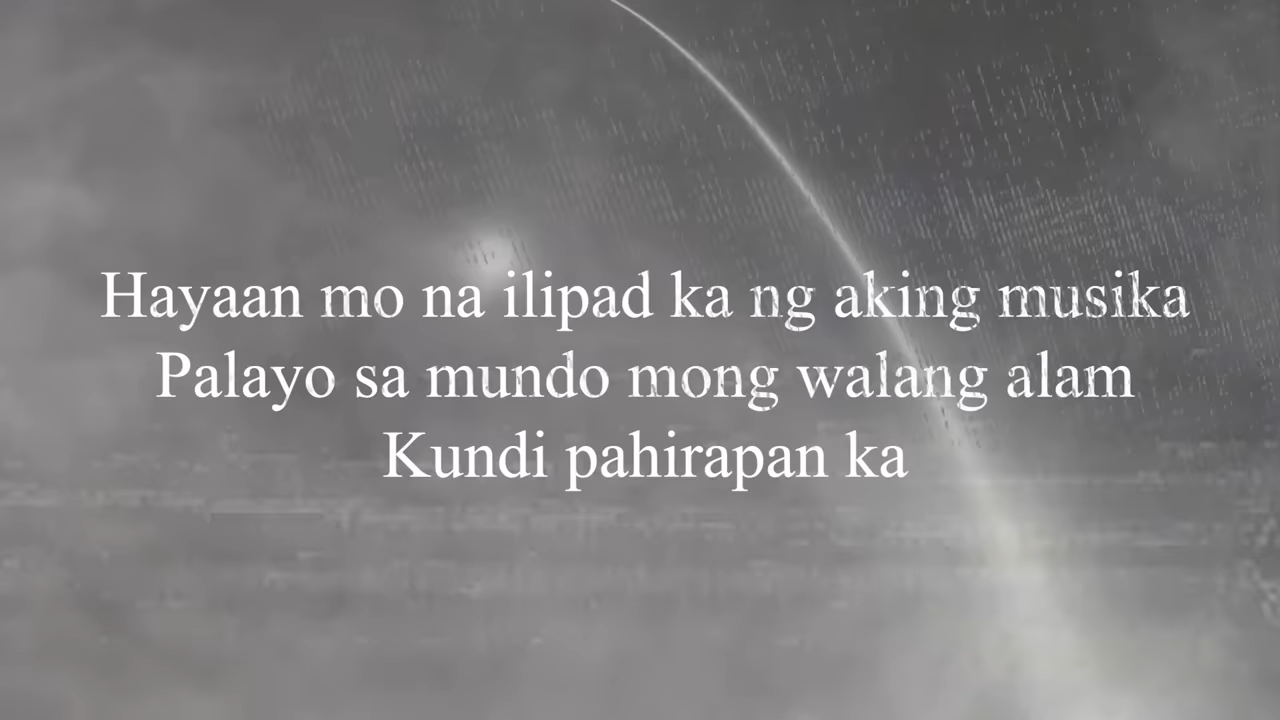 Hayaan mo na ilipad ka ng aking musika
Palayo sa mundo mong walang alam
Kundi pahirapan ka